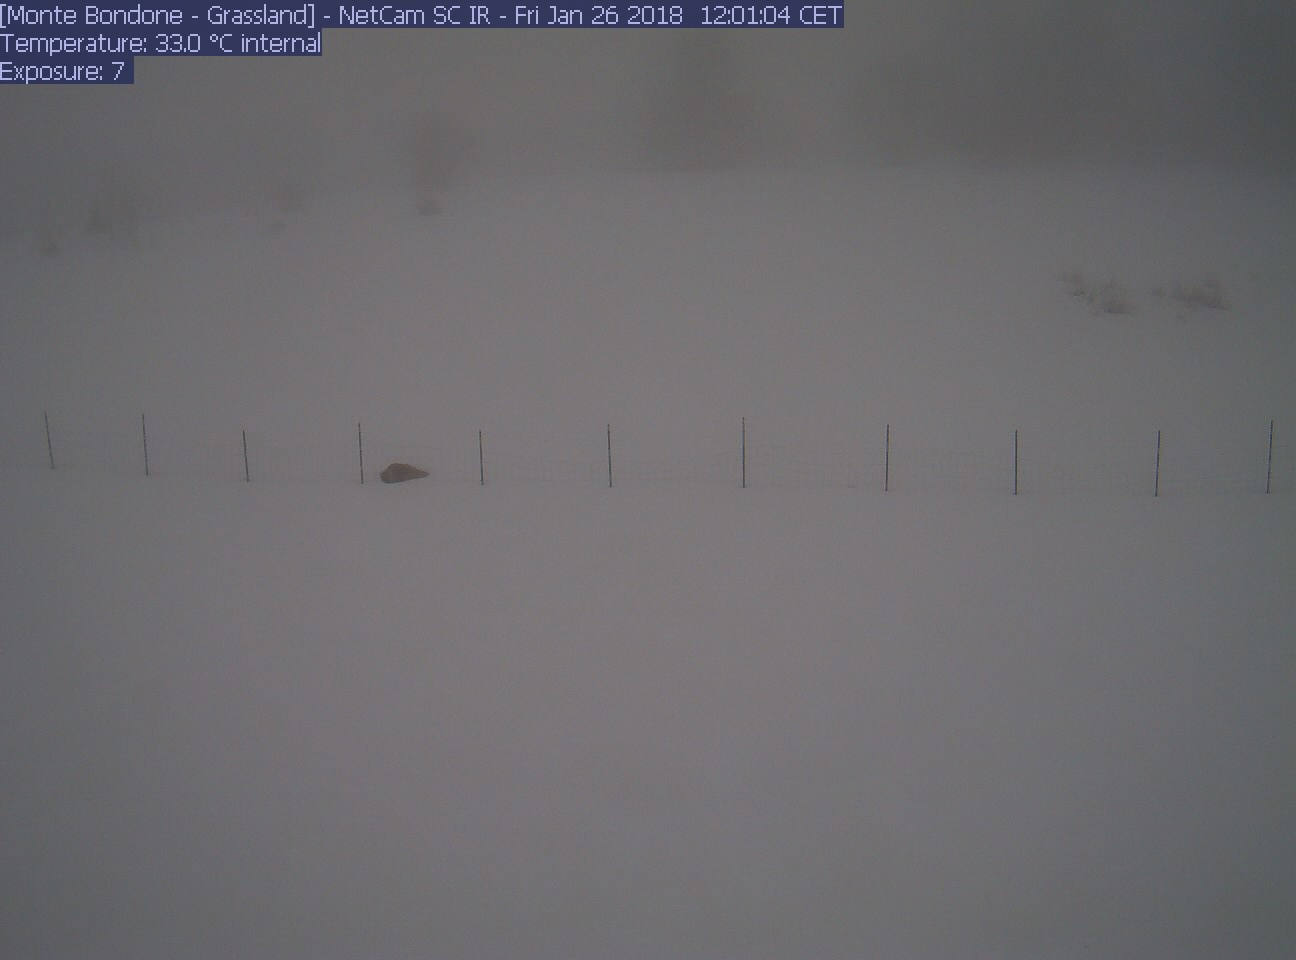 [Monte Bondone - Grassland] - NetCam SC IR - Fri Jan 26 2018 12:01:04 CET
Temperature: 33.0 °C internal
Exposure: 7